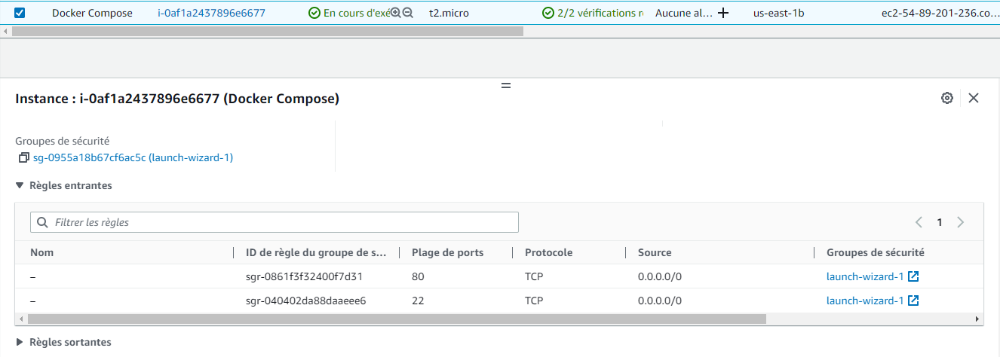 Docker Compose i-0af1a2437896e6677 En cours d'exé t2.micro 2/2 vérifications r Aucune al... us-east-1b ec2-54-89-201-236.co...
Instance : i-0af1a2437896e6677 (Docker Compose)
Groupes de sécurité
sg-0955a18b67cf6ac5c (launch-wizard-1)
Règles entrantes
Filtrer les règles 1
Nom ID de règle du groupe de s... Plage de ports Protocole Source Groupes de sécurité
– sgr-0861f3f32400f7d31 80 TCP 0.0.0.0/0 launch-wizard-1
– sgr-040402da88daaeee6 22 TCP 0.0.0.0/0 launch-wizard-1
Règles sortantes